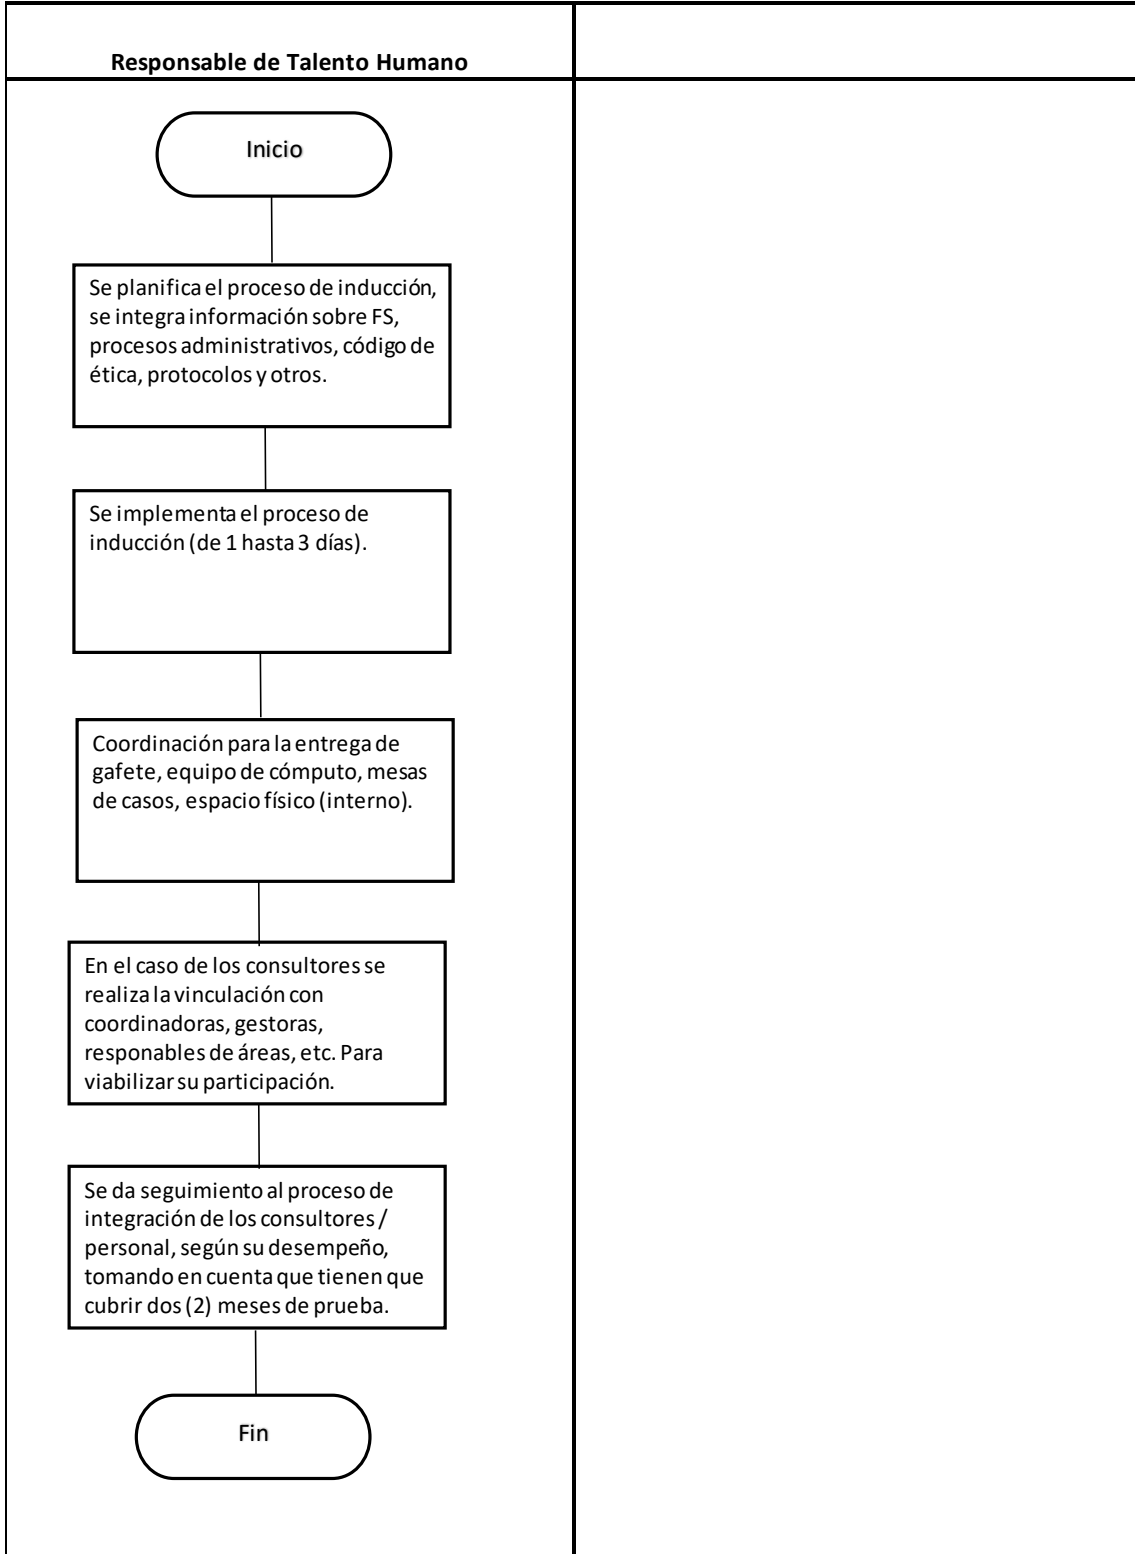 Responsable de Talento Humano
Inicio
Se planifica el proceso de inducción,
se integra información sobre FS,
procesos administrativos, código de
ética, protocolos y otros.
Se implementa el proceso de
inducción (de 1 hasta 3 días).
Coordinación para la entrega de
gafete, equipo de cómputo, mesas
de casos, espacio físico (interno).
En el caso de los consultores se
realiza la vinculación con
coordinadoras, gestoras,
responables de áreas, etc. Para
viabilizar su participación.
Se da seguimiento al proceso de
integración de los consultores /
personal, según su desempeño,
tomando en cuenta que tienen que
cubrir dos (2) meses de prueba.
Fin